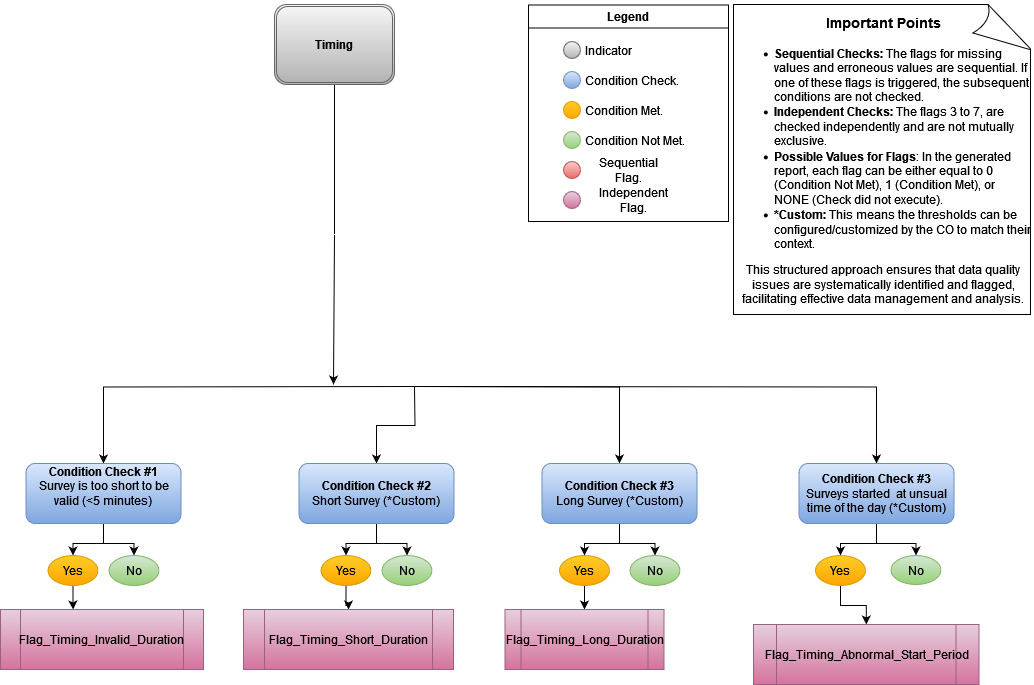 Timing
Legend
Indicator
Condition Check.
Condition Met.
Condition Not Met.
Sequential
Flag.
Independent
Flag.
Important Points
• Sequential Checks: The flags for missing
values and erroneous values are sequential. If
one of these flags is triggered, the subsequent
conditions are not checked.
• Independent Checks: The flags 3 to 7, are
checked independently and are not mutually
exclusive.
• Possible Values for Flags: In the generated
report, each flag can be either equal to 0
(Condition Not Met), 1 (Condition Met), or
NONE (Check did not execute).
• *Custom: This means the thresholds can be
configured/customized by the CO to match their
context.
This structured approach ensures that data quality
issues are systematically identified and flagged,
facilitating effective data management and analysis.
Condition Check #1
Survey is too short to be
valid (<5 minutes)
Yes
No
Flag_Timing_Invalid_Duration
Condition Check #2
Short Survey (*Custom)
Yes
No
Flag_Timing_Short_Duration
Condition Check #3
Long Survey (*Custom)
Yes
No
Flag_Timing_Long_Duration
Condition Check #3
Surveys started at unusual
time of the day (*Custom)
Yes
No
Flag_Timing_Abnormal_Start_Period